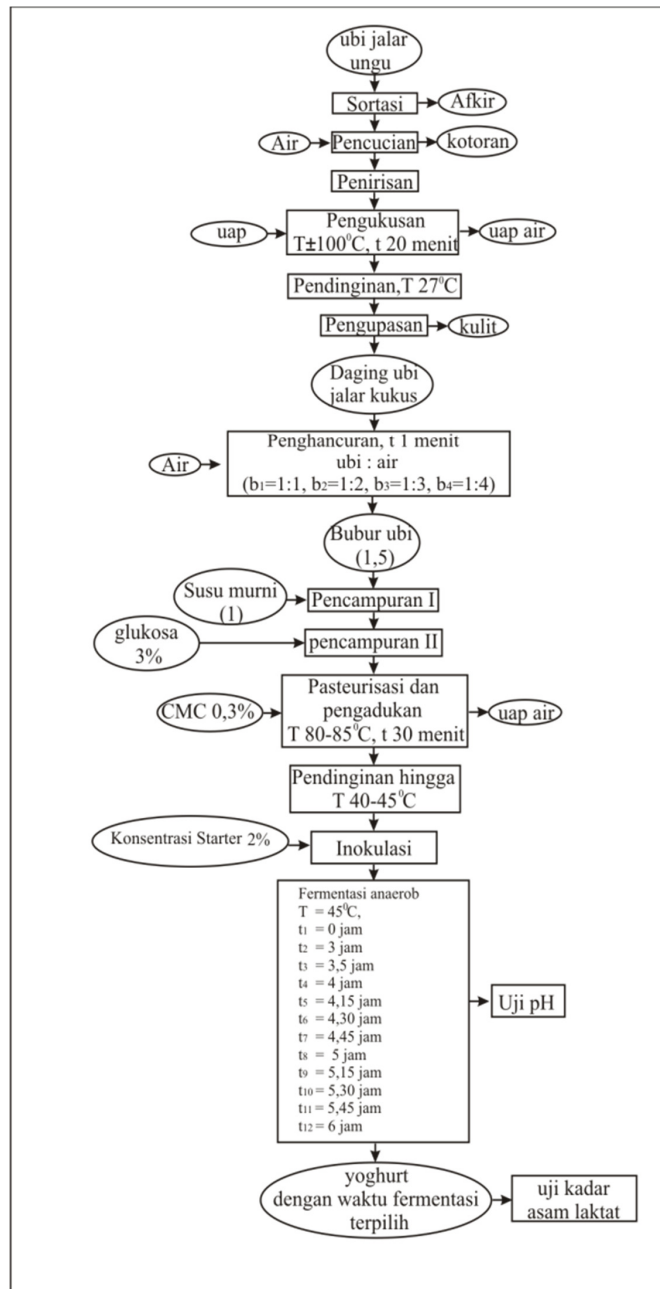 ubi jalar
ungu
Sortasi
Afkir
Air
Pencucian
kotoran
Penirisan
uap
Pengukusan
T±100⁰C, t 20 menit
uap air
Pendinginan,T 27⁰C
Pengupasan
kulit
Daging ubi
jalar kukus
Air
Penghancuran, t 1 menit
ubi : air
(b₁=1:1, b₂=1:2, b₃=1:3, b₄=1:4)
Bubur ubi
(1,5)
Susu murni
(1)
Pencampuran I
glukosa
3%
pencampuran II
CMC 0,3%
Pasteurisasi dan
pengadukan
T 80-85⁰C, t 30 menit
uap air
Pendinginan hingga
T 40-45⁰C
Konsentrasi Starter 2%
Inokulasi
Fermentasi anaerob
T = 45⁰C,
t₁ = 0 jam
t₂ = 3 jam
t₃ = 3,5 jam
t₄ = 4 jam
t₅ = 4,15 jam
t₆ = 4,30 jam
t₇ = 4,45 jam
t₈ = 5 jam
t₉ = 5,15 jam
t₁₀ = 5,30 jam
t₁₁ = 5,45 jam
t₁₂ = 6 jam
Uji pH
yoghurt
dengan waktu fermentasi
terpilih
uji kadar
asam laktat